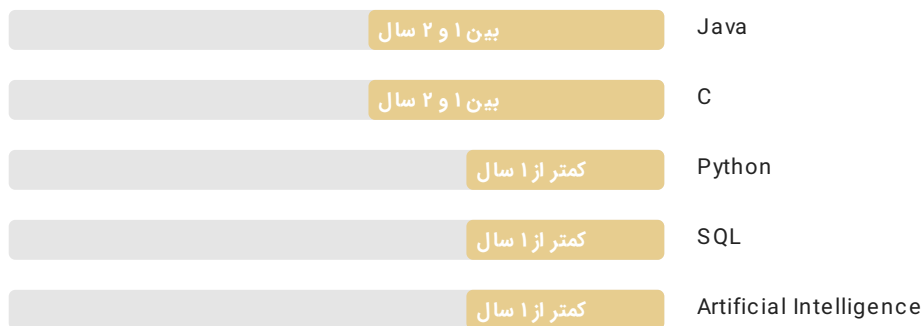 Java
بین ۱ و ۲ سال
C
بین ۱ و ۲ سال
Python
کمتر از ۱ سال
SQL
کمتر از ۱ سال
Artificial Intelligence
کمتر از ۱ سال